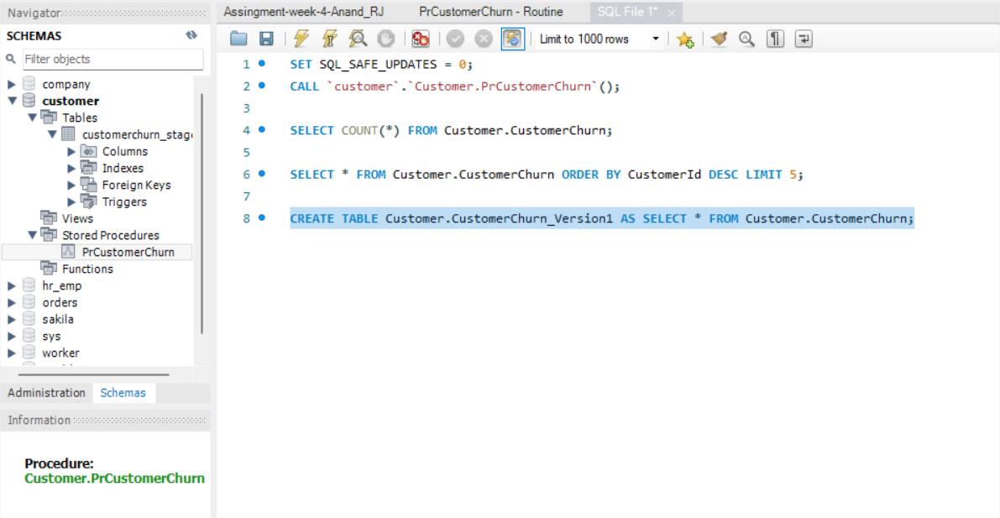 Navigator
SCHEMAS
Filter objects
company
customer
Tables
customerchurn_stag
Columns
Indexes
Foreign Keys
Triggers
Views
Stored Procedures
PrCustomerChurn
Functions
hr_emp
orders
sakila
sys
worker
Administration Schemas
Information
Procedure:
Customer.PrCustomerChurn
Assingment-week-4-Anand_RJ PrCustomerChurn - Routine SQL File 1* ×
Limit to 1000 rows
1 SET SQL_SAFE_UPDATES = 0;
2 CALL `customer`.`Customer.PrCustomerChurn`();
3
4 SELECT COUNT(*) FROM Customer.CustomerChurn;
5
6 SELECT * FROM Customer.CustomerChurn ORDER BY CustomerId DESC LIMIT 5;
7
8 CREATE TABLE Customer.CustomerChurn_Version1 AS SELECT * FROM Customer.CustomerChurn;